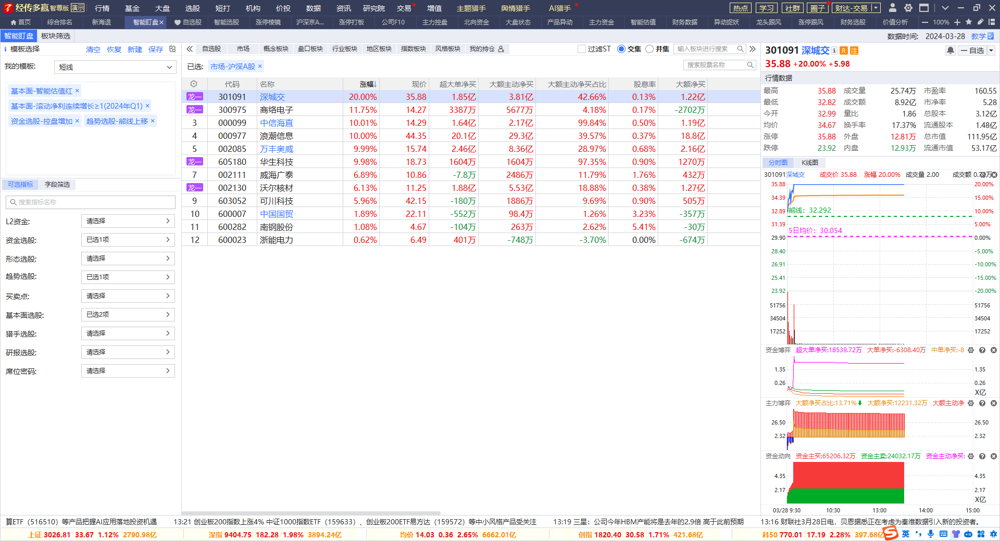 经传多赢 智尊版 演示 行情 基金 大盘 选股 短打 机构 价投 数据 资讯 研究院 交易 增值 主题猎手 舆情猎手 AI猎手 热点 学习 社群 圈子 财达-交易
首页 综合排名 新海退 智能盯盘× 自选股 智能选股 涨停棱镜 沪深京A... 涨停打板 公司F10 主力控盘 北向资金 大盘状态 产品异动 主力资金 智能估值 财务数据 异动捉妖 龙头跟风 涨停跟风 财务选股 价值分析 — 100% +
智能盯盘 板块筛选 数据时间: 2024-03-28 教学
模板选择 清空 恢复 新建 保存
我的模板: 短线
基本面-智能估值红 ×
基本面-滚动净利连续增长≥1(2024年Q1) ×
资金选股-控盘增加 × 趋势选股-熊线上移 ×
可选指标 字段筛选
搜索指标名称
L2资金: 请选择
资金选股: 已选1项
形态选股: 请选择
趋势选股: 已选1项
买卖点: 请选择
基本面选股: 已选2项
猎手选股: 请选择
研报选股: 请选择
席位密码: 请选择
自选股 市场 概念板块 盘口板块 行业板块 地区板块 指数板块 风格板块 我的持仓 过滤ST 交集 并集 输入板块进行搜索
已选: 市场-沪深A股 × 搜索股票名称
代码 名称 涨幅↓ 现价 超大单净买 大额主动净买 大额主动净买占比 股息率 大额净买
龙一 301091 深城交 20.00% 35.88 1.85亿 3.81亿 42.66% 0.13% 1.22亿
龙一 300975 商络电子 11.75% 14.27 3387万 5677万 4.18% 0.17% -2702万
3 000099 中信海直 10.01% 14.29 1.64亿 2.17亿 99.84% 0.50% 1.19亿
4 000977 浪潮信息 10.00% 44.35 20.1亿 29.3亿 39.57% 0.37% 18.8亿
5 002085 万丰奥威 9.99% 15.74 2.46亿 8.36亿 28.97% 0.68% 2.16亿
龙一 605180 华生科技 9.98% 18.73 1604万 1604万 97.35% 0.90% 1270万
7 002111 威海广泰 6.89% 10.86 -7.8万 2486万 11.79% 1.76% 432万
龙一 002130 沃尔核材 6.13% 11.25 1.88亿 5.53亿 18.88% 0.38% 1.27亿
9 603052 可川科技 5.96% 42.15 -180万 1886万 9.69% 0.90% 505万
10 600007 中国国贸 1.89% 22.11 -552万 98.4万 1.26% 3.23% -357万
11 600282 南钢股份 1.08% 4.67 -104万 263万 2.62% 5.41% -30万
12 600023 浙能电力 0.62% 6.49 401万 -748万 -3.70% 0.00% -674万
301091 深城交 R 注 — 自选
35.88 +20.00% +5.98
行情数据
最高 35.88 成交量 25.74万 市盈率 160.55
最低 32.82 成交额 8.92亿 市净率 5.28
今开 32.99 量比 1.86 总股本 3.12亿
均价 34.67 换手率 17.37% 流通股本 1.48亿
涨停 35.88 外盘 12.81万 总市值 111.95亿
跌停 23.92 内盘 12.93万 流通市值 53.17亿
分时图 K线图
301091深城交 成交价 35.88 涨幅 20.00% 成交量 2.00 成交额
35.88 20.00%
34.39 15.00%
32.89 熊线: 32.292 10.00%
31.39 5.00%
5日均价: 30.054
29.90 0.00%
28.40 -5.00%
26.91 -10.00%
25.41 -15.00%
23.92 -20.00%
51756 51756
34504 34504
17252 17252
资金博弈 超大单净买:18539.72万 大单净买:-6308.40万 中单净买:-8
1.35 1.35
0.26 0.26
X亿
主力博弈 大额净买占比:13.71% 大额净买:12231.32万 大额主动净
26.50 26.50
2.32 2.32
资金动向 资金主买:65206.32万 资金主卖:24032.17万 资金主动净买:
4.35 4.35
2.17 2.17
X亿
03/28 9:30 10:30 13:00 14:00 15:00
算ETF（516510）等产品把握AI应用落地投资机遇 13:21 创业板200指数上涨4% 中证1000指数ETF（159633）、创业板200ETF易方达（159572）等中小风格产品受关注 13:19 三星：公司今年HBM产能将是去年的2.9倍 高于此前预期 13:16 财联社3月28日电，贝恩据悉正在考虑为秦淮数据引入新的投资者。
上证 3026.81 33.67 1.12% 2790.98亿 深指 9404.75 182.28 1.98% 3894.24亿 均价 14.03 0.36 2.65% 6662.01亿 创指 1820.40 30.58 1.71% 421.68亿 科50 770.01 17.19 2.28% 397.68亿 英